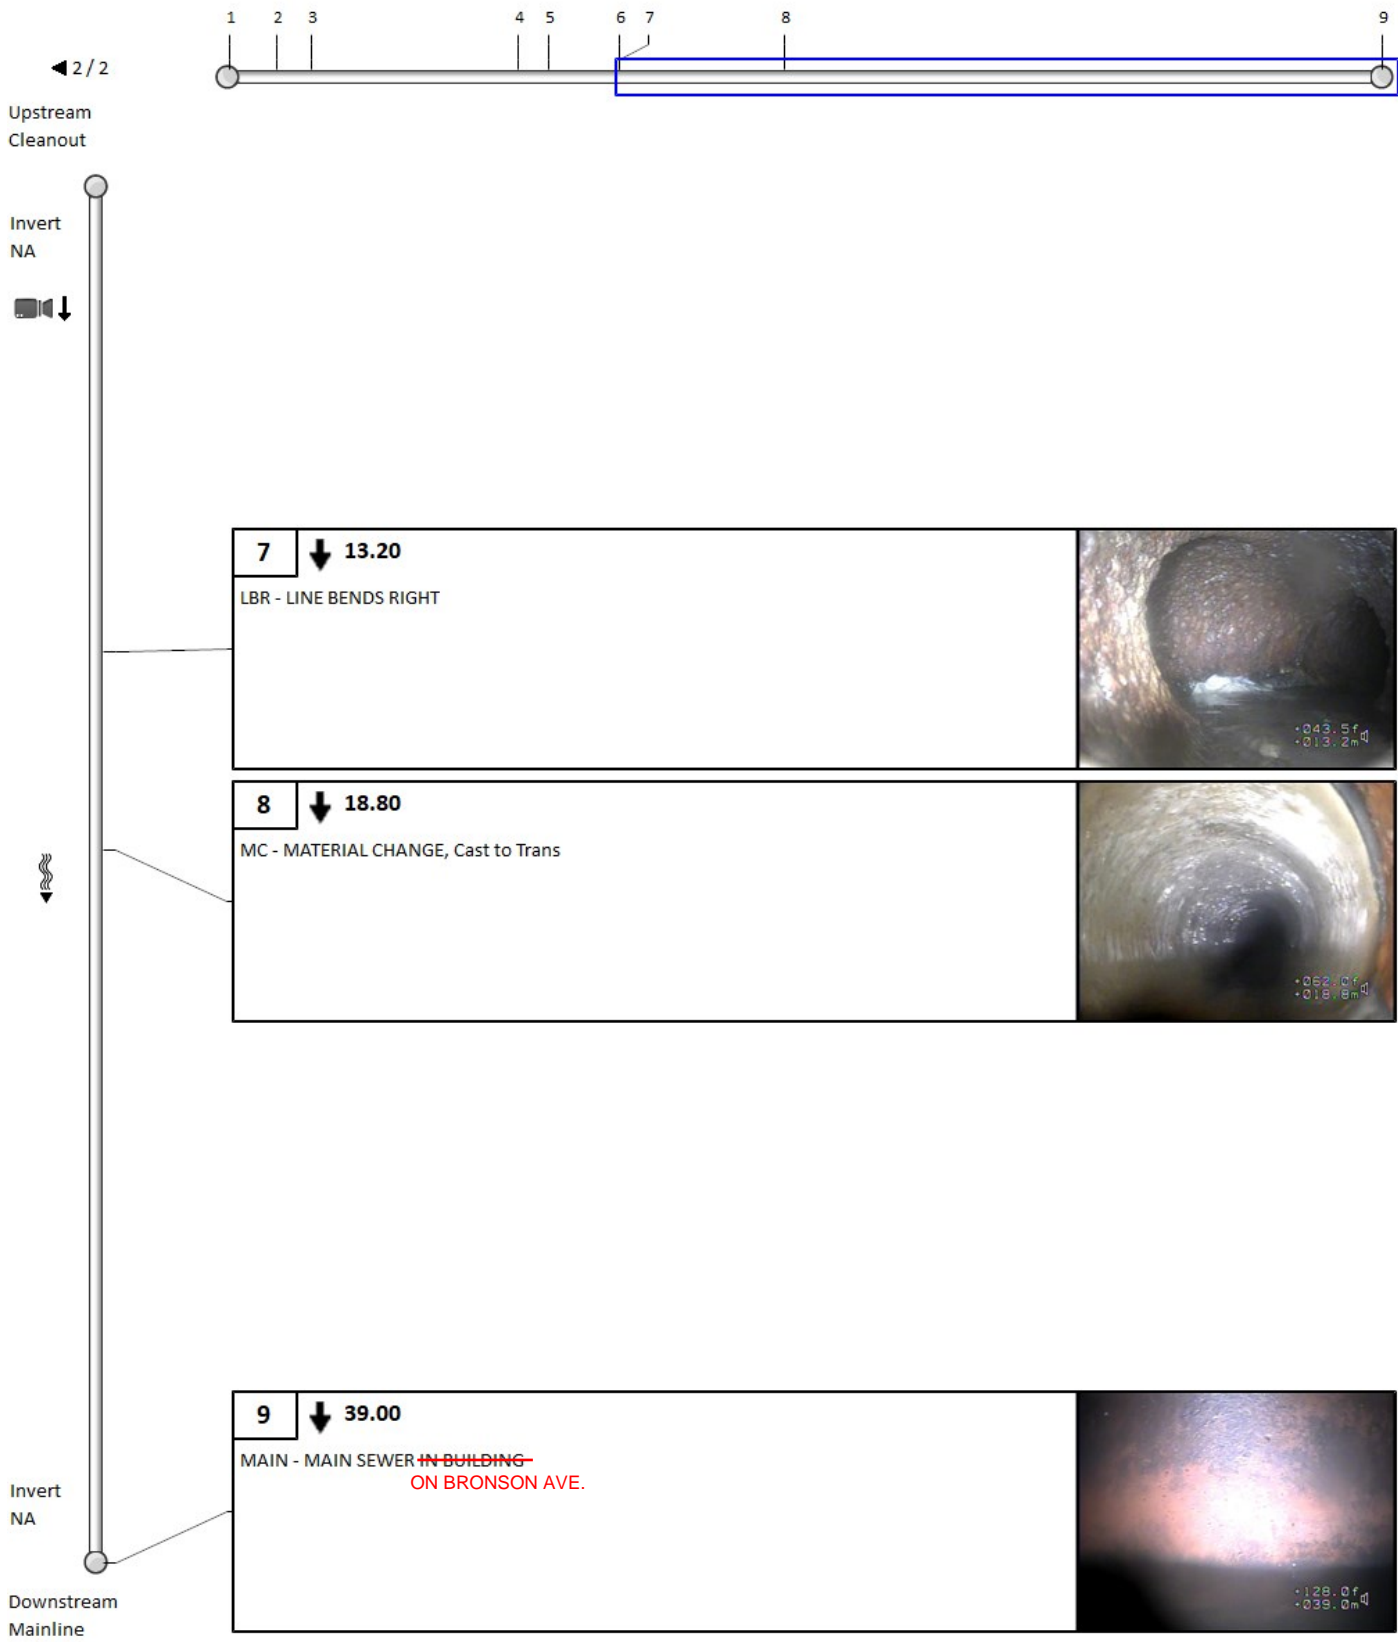 1 2 3 4 5 6 7 8 9
2 / 2
Upstream
Cleanout
Invert
NA
7 13.20
LBR - LINE BENDS RIGHT
+043.5f
+013.2m
8 18.80
MC - MATERIAL CHANGE, Cast to Trans
+062.0f
+018.8m
9 39.00
MAIN - MAIN SEWER IN BUILDING
ON BRONSON AVE.
+128.0f
+039.0m
Invert
NA
Downstream
Mainline